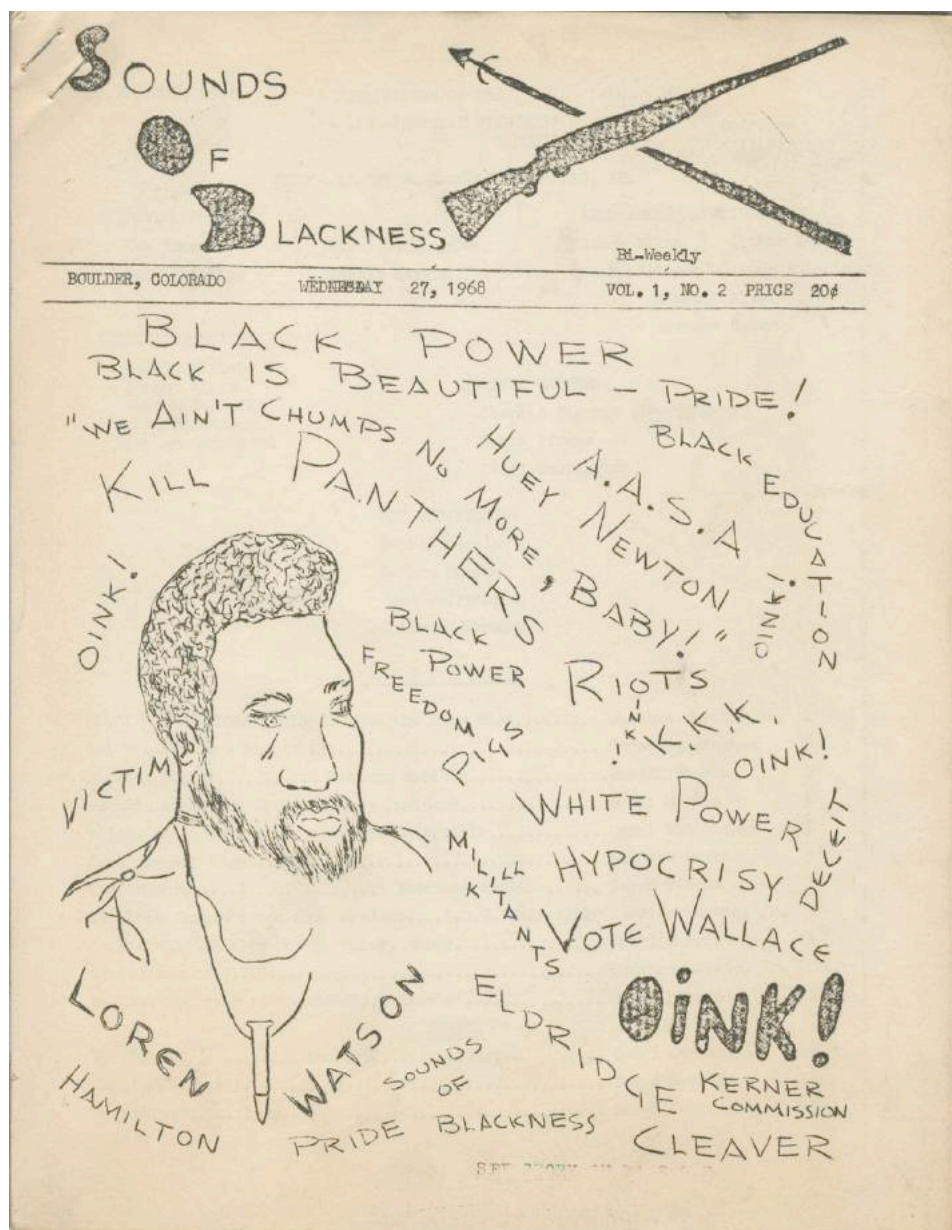 SOUNDS
OF
BLACKNESS
Bi-Weekly
BOULDER, COLORADO WEDNESDAY 27, 1968 VOL. 1, NO. 2 PRICE 20¢
BLACK POWER
BLACK IS BEAUTIFUL - PRIDE!
"WE AIN'T CHUMPS NO MORE, BABY!"
KILL
PANTHERS
HUEY NEWTON
A.A.S.A
BLACK EDUCATION
OINK!
OINK!
BLACK
POWER
FREEDOM
PIGS
RIOTS
OINK!
K.K.K.
OINK!
VICTIM
WHITE POWER
DECEIT
HYPOCRISY
MILITANTS
KILL
VOTE WALLACE
OINK!
ELDRIDGE
CLEAVER
KERNER
COMMISSION
LOREN
WATSON
HAMILTON
SOUNDS
OF
BLACKNESS
PRIDE